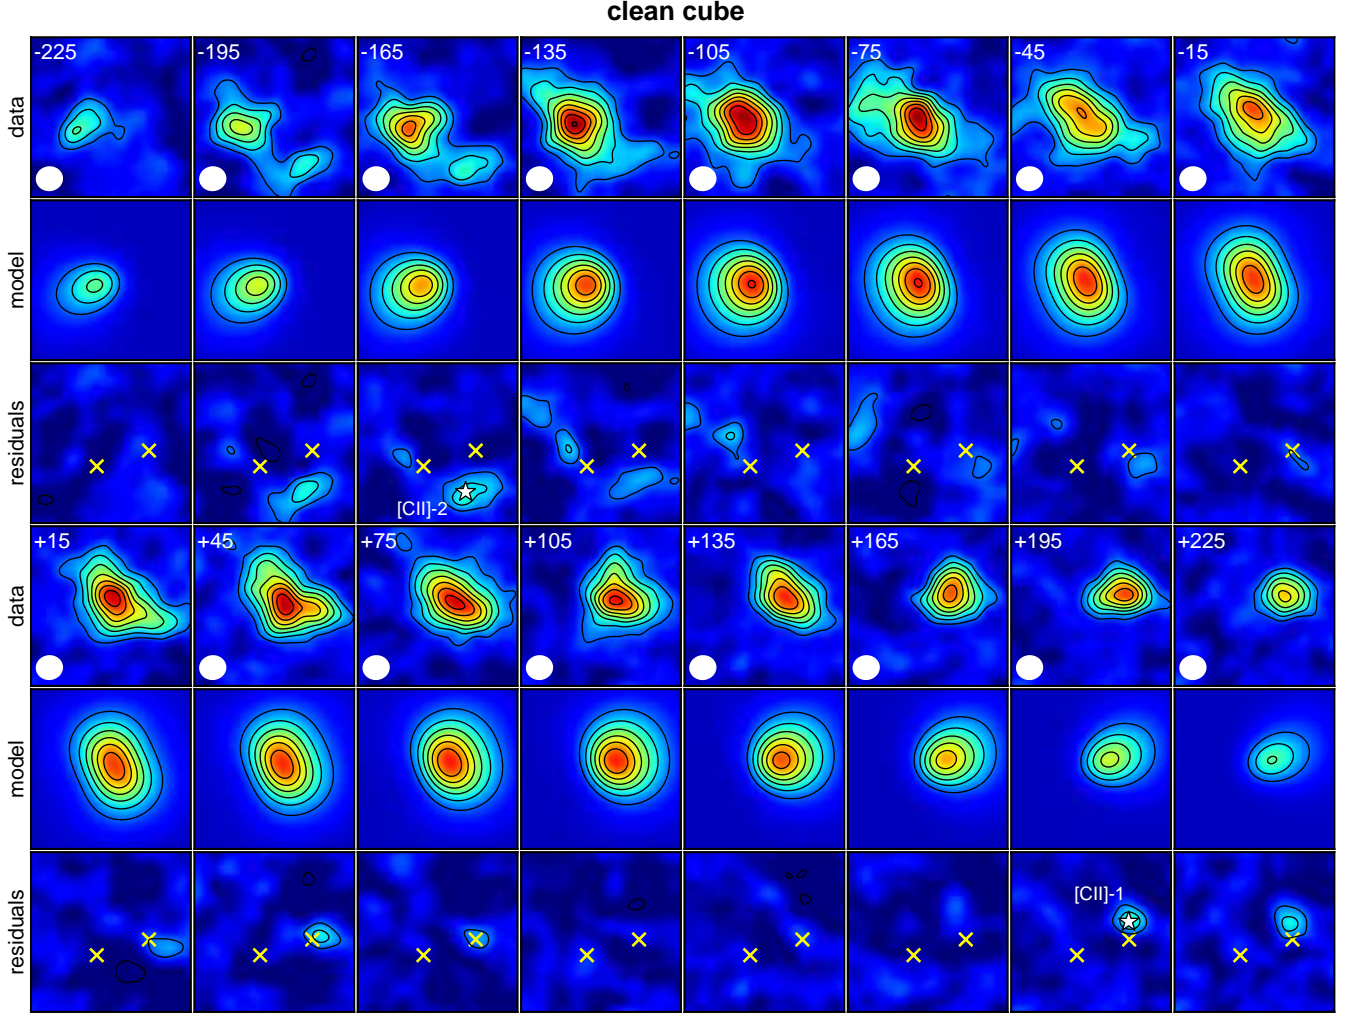 clean cube
data
-225 -195 -165 -135 -105 -75 -45 -15
model
residuals
[CII]-2
data
+15 +45 +75 +105 +135 +165 +195 +225
model
residuals
[CII]-1